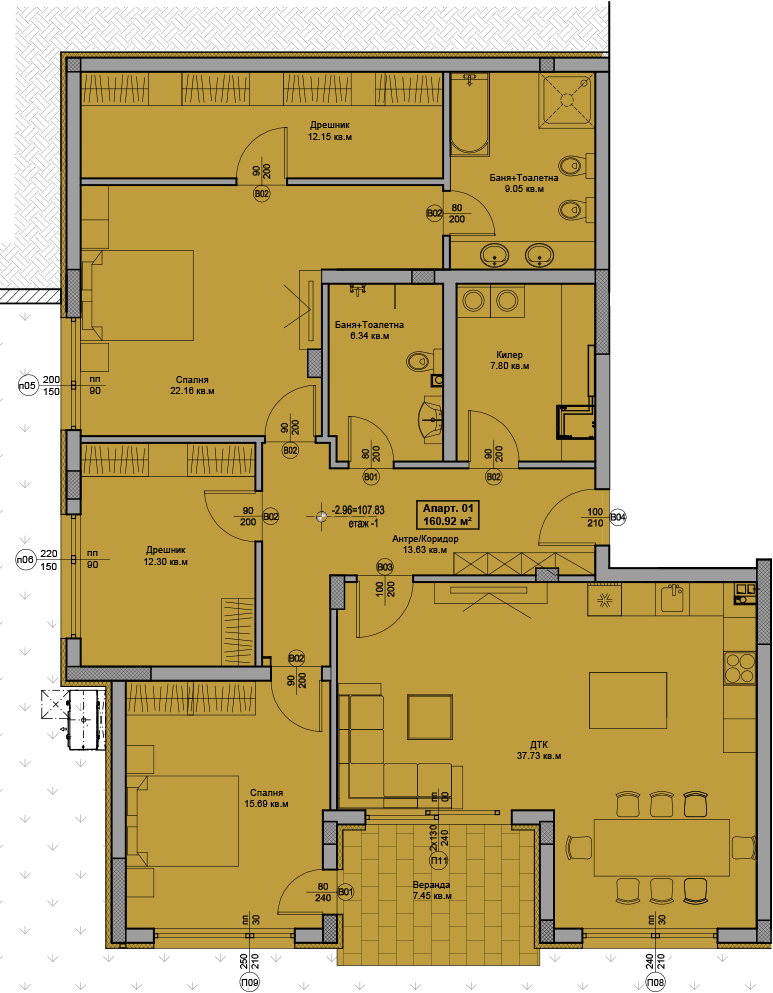 Дрешник
12.15 кв.м
90
200
B02
Баня+Тоалетна
9.05 кв.м
B02
80
200
Баня+Тоалетна
6.34 кв.м
Килер
7.80 кв.м
Спалня
22.16 кв.м
п05
200
150
пп
90
90
200
B02
80
200
B01
90
200
B02
90
200
B02
-2.96=107.83
етаж -1
Апарт. 01
160.92 м²
100
210
B04
Антре/Коридор
13.63 кв.м
п06
220
150
пп
90
Дрешник
12.30 кв.м
B03
100
200
B02
90
200
ДТК
37.73 кв.м
Спалня
15.69 кв.м
пп
00
2x130
240
П11
80
240
B01
Веранда
7.45 кв.м
пп
30
250
210
П09
пп
30
240
210
П08